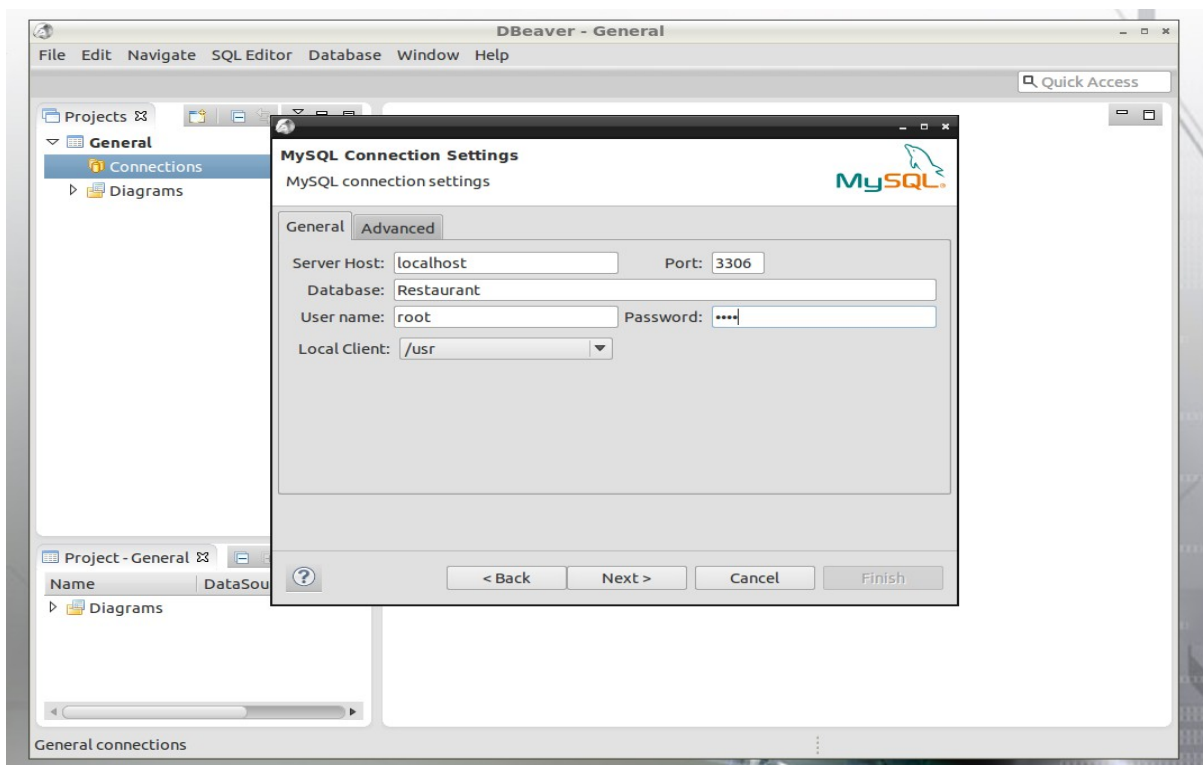 DBeaver - General
File Edit Navigate SQL Editor Database Window Help
Quick Access
Projects
General
Connections
Diagrams
MySQL Connection Settings
MySQL connection settings
MySQL
General Advanced
Server Host: localhost Port: 3306
Database: Restaurant
User name: root Password: ••••
Local Client: /usr
< Back Next > Cancel Finish
Project - General
Name DataSou
Diagrams
General connections